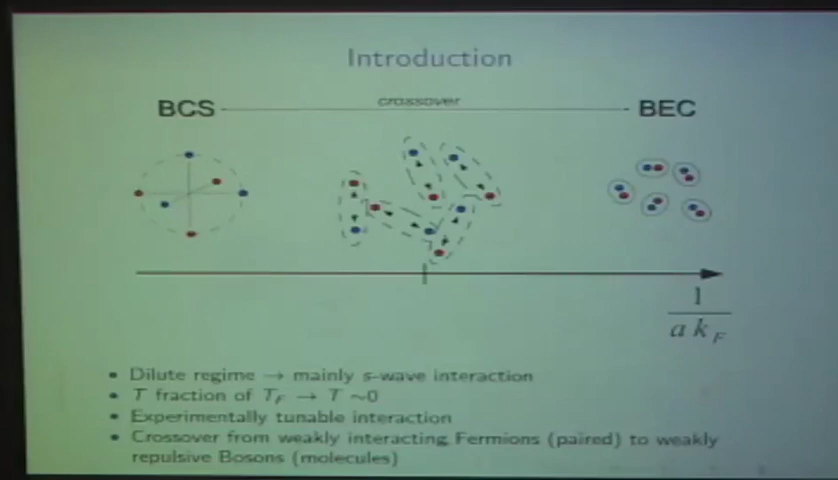 Introduction
BCS crossover BEC
1
a k_F
• Dilute regime → mainly s-wave interaction
• T fraction of T_F → T ~0
• Experimentally tunable interaction
• Crossover from weakly interacting Fermions (paired) to weakly
repulsive Bosons (molecules)